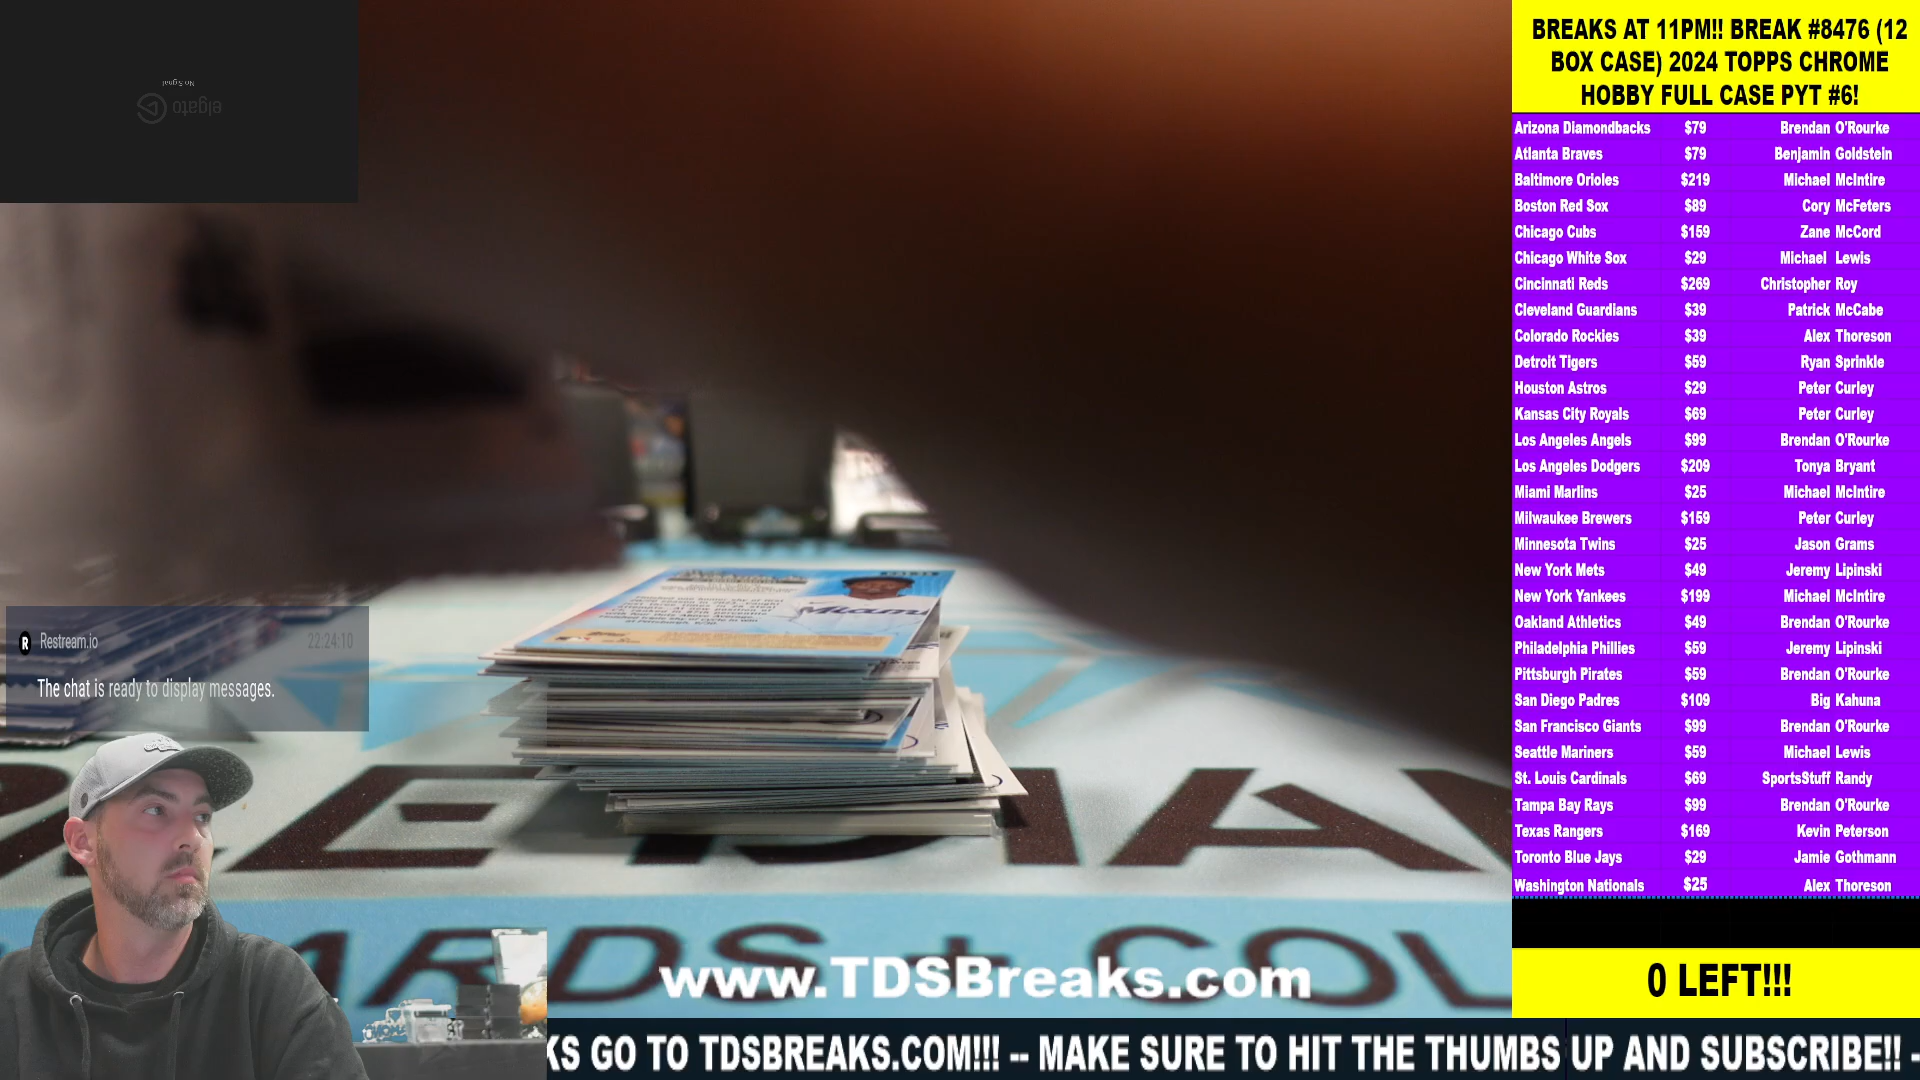 No Signal
elgato
BREAKS AT 11PM!! BREAK #8476 (12
BOX CASE) 2024 TOPPS CHROME
HOBBY FULL CASE PYT #6!
Arizona Diamondbacks $79 Brendan O'Rourke
Atlanta Braves $79 Benjamin Goldstein
Baltimore Orioles $219 Michael McIntire
Boston Red Sox $89 Cory McFeters
Chicago Cubs $159 Zane McCord
Chicago White Sox $29 Michael Lewis
Cincinnati Reds $269 Christopher Roy
Cleveland Guardians $39 Patrick McCabe
Colorado Rockies $39 Alex Thoreson
Detroit Tigers $59 Ryan Sprinkle
Houston Astros $29 Peter Curley
Kansas City Royals $69 Peter Curley
Los Angeles Angels $99 Brendan O'Rourke
Los Angeles Dodgers $209 Tonya Bryant
Miami Marlins $25 Michael McIntire
Milwaukee Brewers $159 Peter Curley
Minnesota Twins $25 Jason Grams
New York Mets $49 Jeremy Lipinski
New York Yankees $199 Michael McIntire
Oakland Athletics $49 Brendan O'Rourke
Philadelphia Phillies $59 Jeremy Lipinski
Pittsburgh Pirates $59 Brendan O'Rourke
San Diego Padres $109 Big Kahuna
San Francisco Giants $99 Brendan O'Rourke
Seattle Mariners $59 Michael Lewis
St. Louis Cardinals $69 SportsStuff Randy
Tampa Bay Rays $99 Brendan O'Rourke
Texas Rangers $169 Kevin Peterson
Toronto Blue Jays $29 Jamie Gothmann
Washington Nationals $25 Alex Thoreson
0 LEFT!!!
Miami
R Restream.io 22:24:10
The chat is ready to display messages.
ARDS + COL
www.TDSBreaks.com
KS GO TO TDSBREAKS.COM!!! -- MAKE SURE TO HIT THE THUMBS UP AND SUBSCRIBE!! -